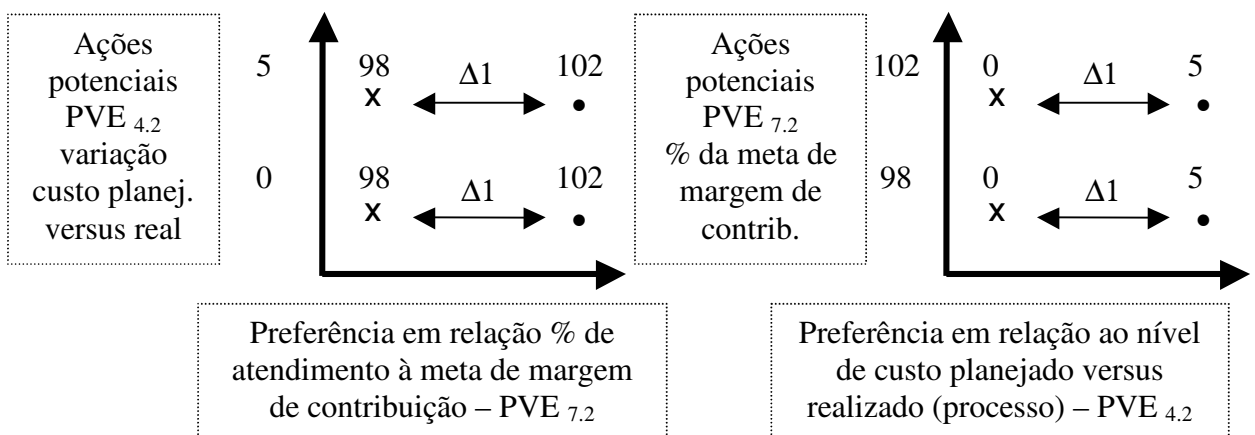 Ações
potenciais
PVE 4.2
variação
custo planej.
versus real
5
98
Δ1
102
x
•
0
98
Δ1
102
x
•
Preferência em relação % de
atendimento à meta de margem
de contribuição – PVE 7.2
Ações
potenciais
PVE 7.2
% da meta de
margem de
contrib.
102
0
Δ1
5
x
•
98
0
Δ1
5
x
•
Preferência em relação ao nível
de custo planejado versus
realizado (processo) – PVE 4.2